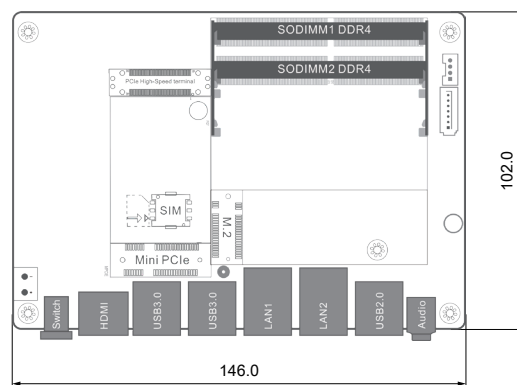 SODIMM1 DDR4
SODIMM2 DDR4
PCIe High-Speed terminal
SIM
M.2
Mini PCIe
-
+
Switch
HDMI
USB3.0
USB3.0
LAN1
LAN2
USB2.0
Audio
102.0
146.0